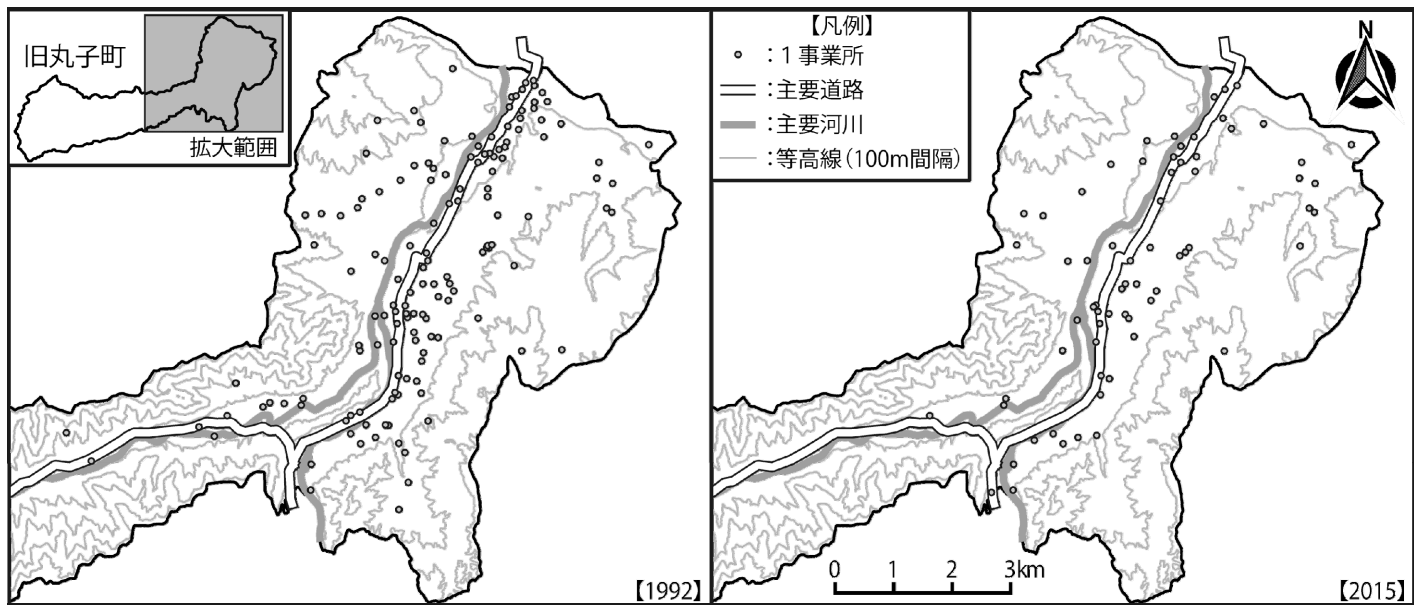 旧丸子町
拡大範囲
【1992】
【凡例】
：１事業所
：主要道路
：主要河川
：等高線（100m間隔）
N
0 1 2 3km
【2015】